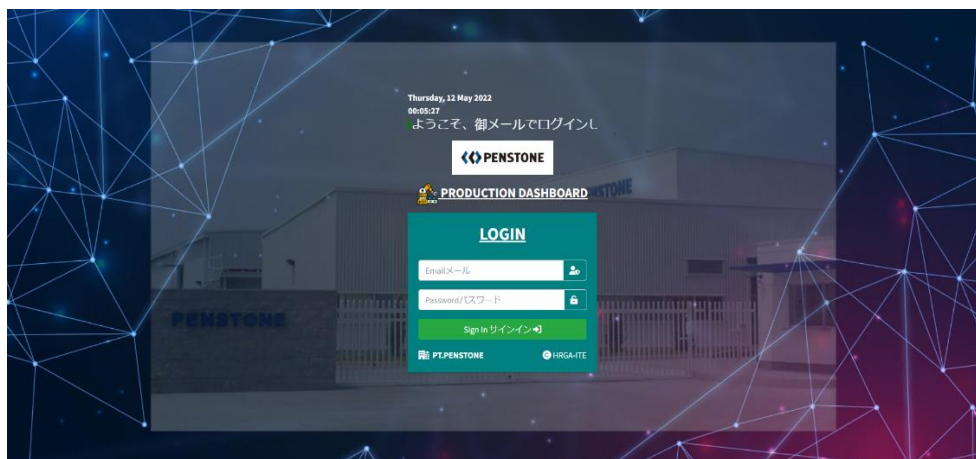 Thursday, 12 May 2022
00:05:27
ようこそ、御メールでログインし
PENSTONE
PRODUCTION DASHBOARD
LOGIN
Emailメール
Passwordパスワード
Sign In サインイン
PT.PENSTONE
© HRGA-ITE
PENSTONE